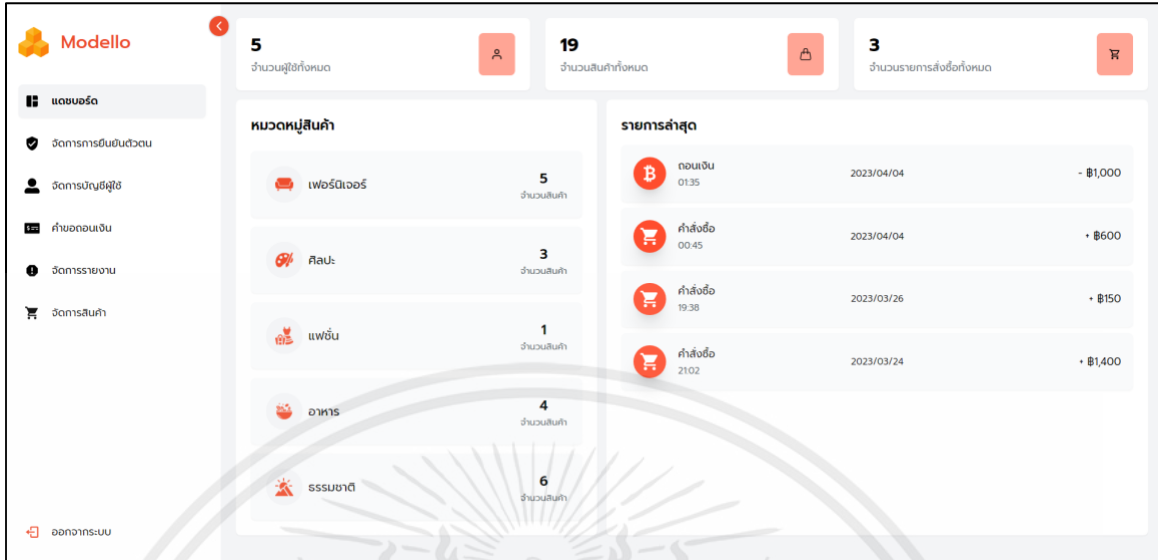 Modello
แดชบอร์ด
จัดการการยืนยันตัวตน
จัดการบัญชีผู้ใช้
คำขอถอนเงิน
จัดการรายงาน
จัดการสินค้า
ออกจากระบบ
5
จำนวนผู้ใช้ทั้งหมด
19
จำนวนสินค้าทั้งหมด
3
จำนวนรายการสั่งซื้อทั้งหมด
หมวดหมู่สินค้า
เฟอร์นิเจอร์
5
จำนวนสินค้า
ศิลปะ
3
จำนวนสินค้า
แฟชั่น
1
จำนวนสินค้า
อาหาร
4
จำนวนสินค้า
ธรรมชาติ
6
จำนวนสินค้า
รายการล่าสุด
ถอนเงิน
01:35
2023/04/04
- ฿1,000
คำสั่งซื้อ
00:45
2023/04/04
+ ฿600
คำสั่งซื้อ
19:38
2023/03/26
+ ฿150
คำสั่งซื้อ
21:02
2023/03/24
+ ฿1,400